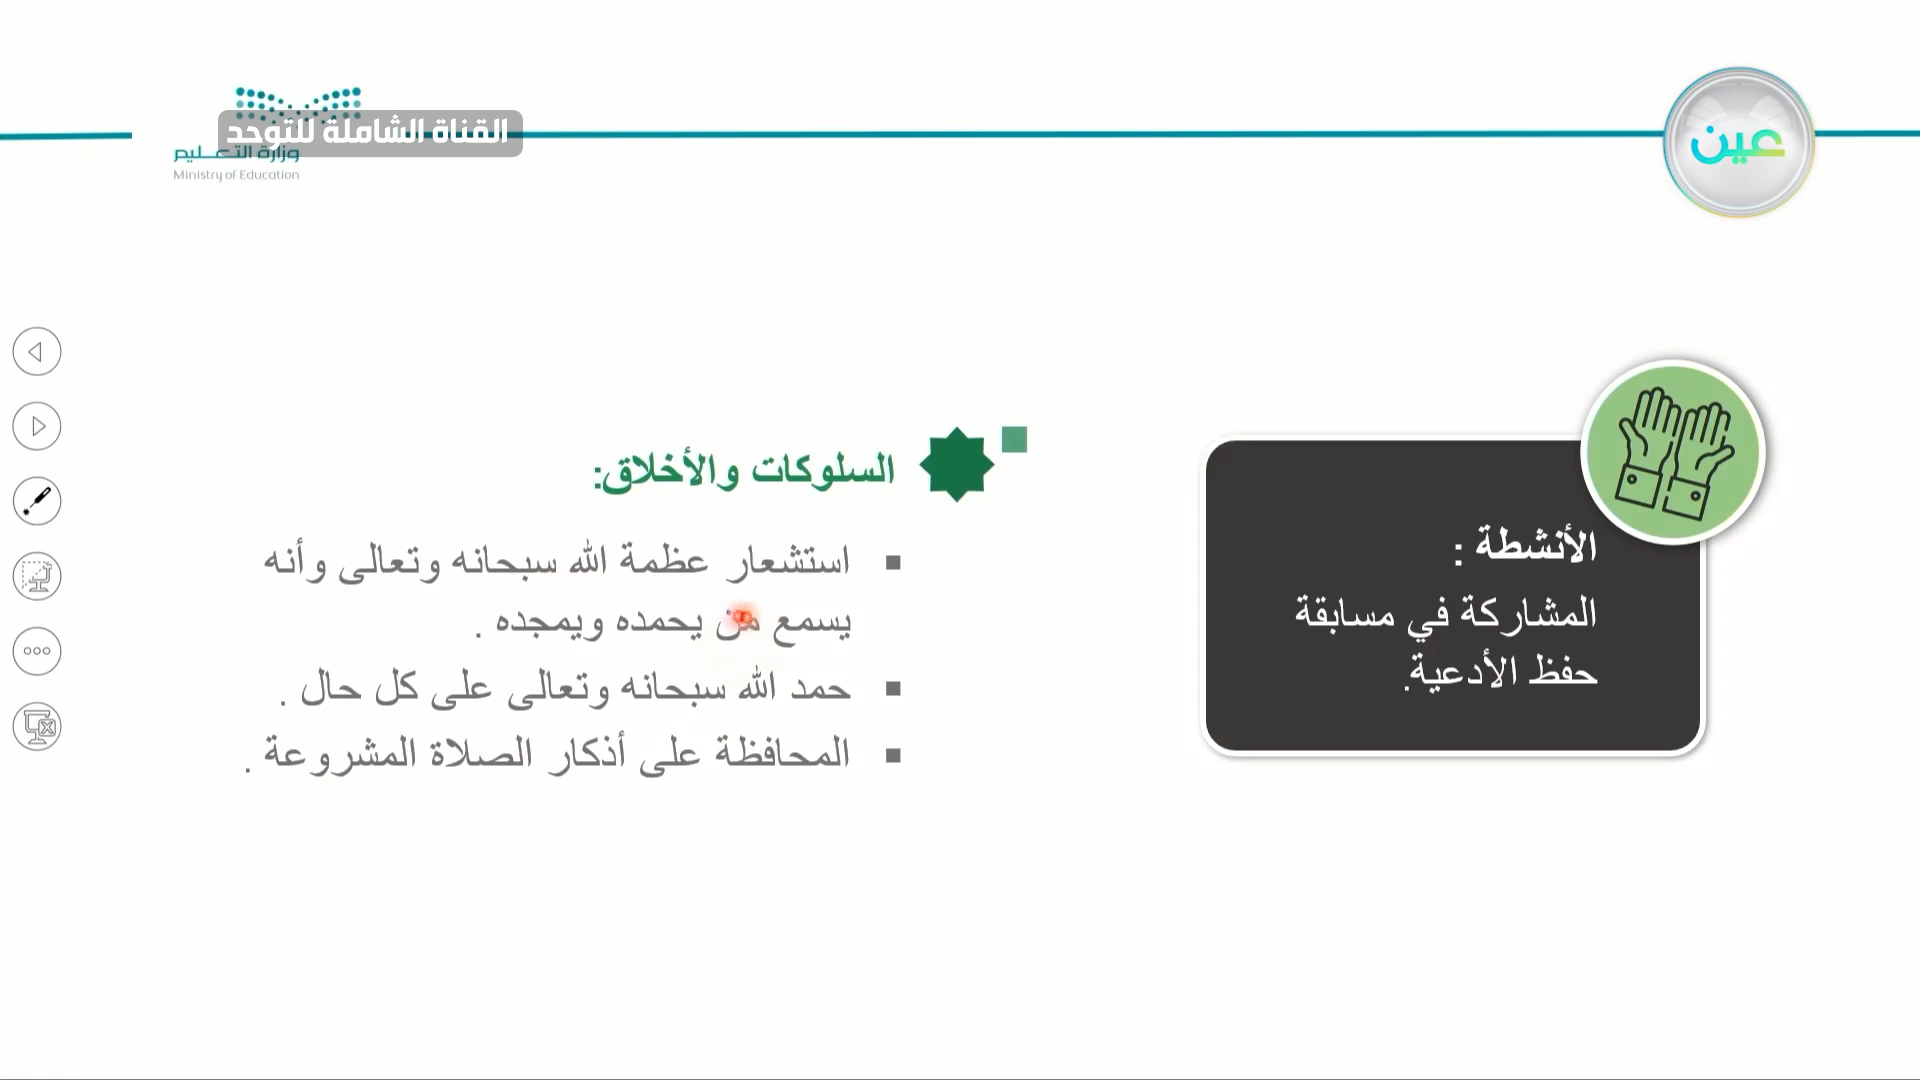 القناة الشاملة للتوحد
وزارة التعليم
Ministry of Education
عين
الأنشطة :
المشاركة في مسابقة
حفظ الأدعية.
السلوكات والأخلاق:
استشعار عظمة الله سبحانه وتعالى وأنه
يسمع من يحمده ويمجده .
حمد الله سبحانه وتعالى على كل حال .
المحافظة على أذكار الصلاة المشروعة .